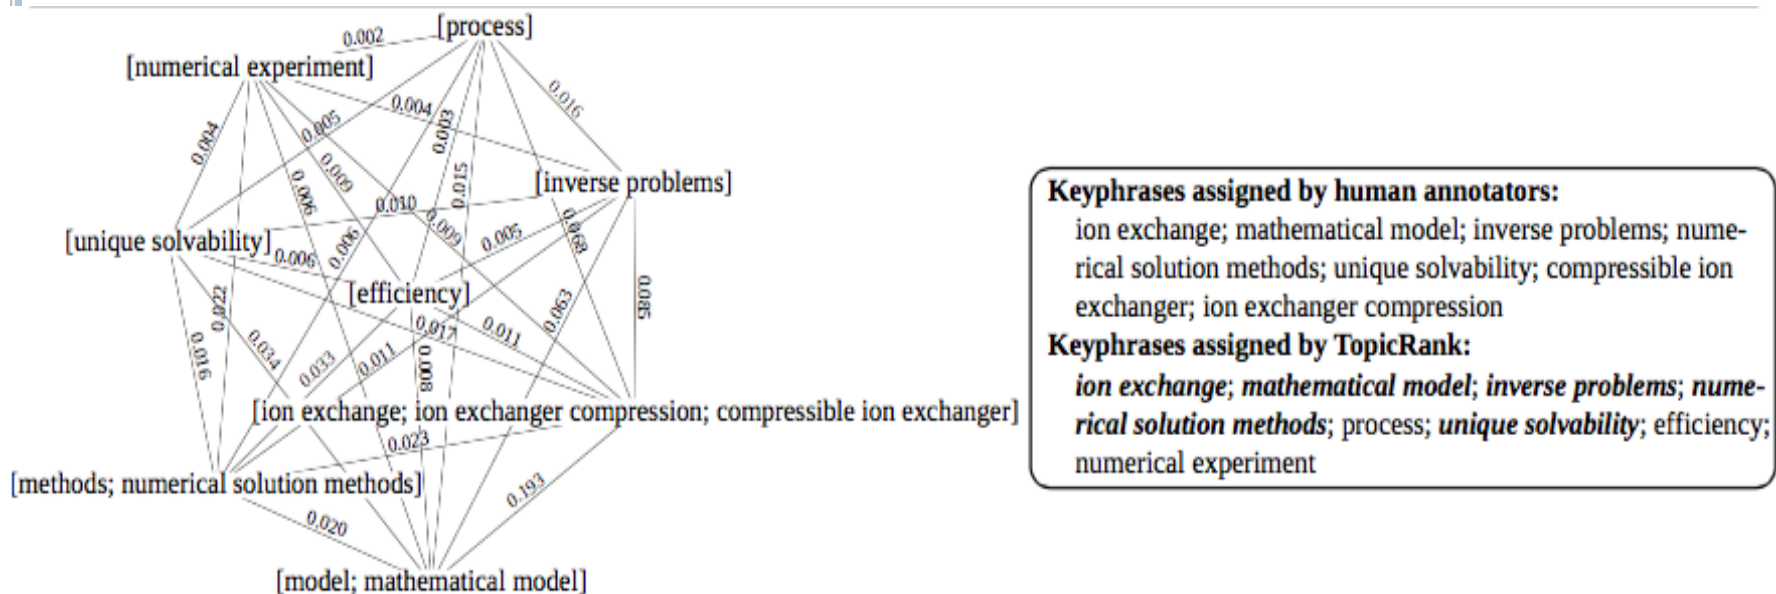 [process]
0.002
[numerical experiment]
0.016
0.004
0.005
0.003
0.004
0.009
0.015
0.006
[inverse problems]
0.010
0.009
0.068
[unique solvability]
0.005
0.006
0.006
[efficiency]
0.085
0.022
0.063
0.017
0.011
0.016
0.034
0.033
0.011
0.008
[ion exchange; ion exchanger compression; compressible ion exchanger]
0.023
[methods; numerical solution methods]
0.193
0.020
[model; mathematical model]
Keyphrases assigned by human annotators:
ion exchange; mathematical model; inverse problems; nume-
rical solution methods; unique solvability; compressible ion
exchanger; ion exchanger compression
Keyphrases assigned by TopicRank:
ion exchange; mathematical model; inverse problems; nume-
rical solution methods; process; unique solvability; efficiency;
numerical experiment